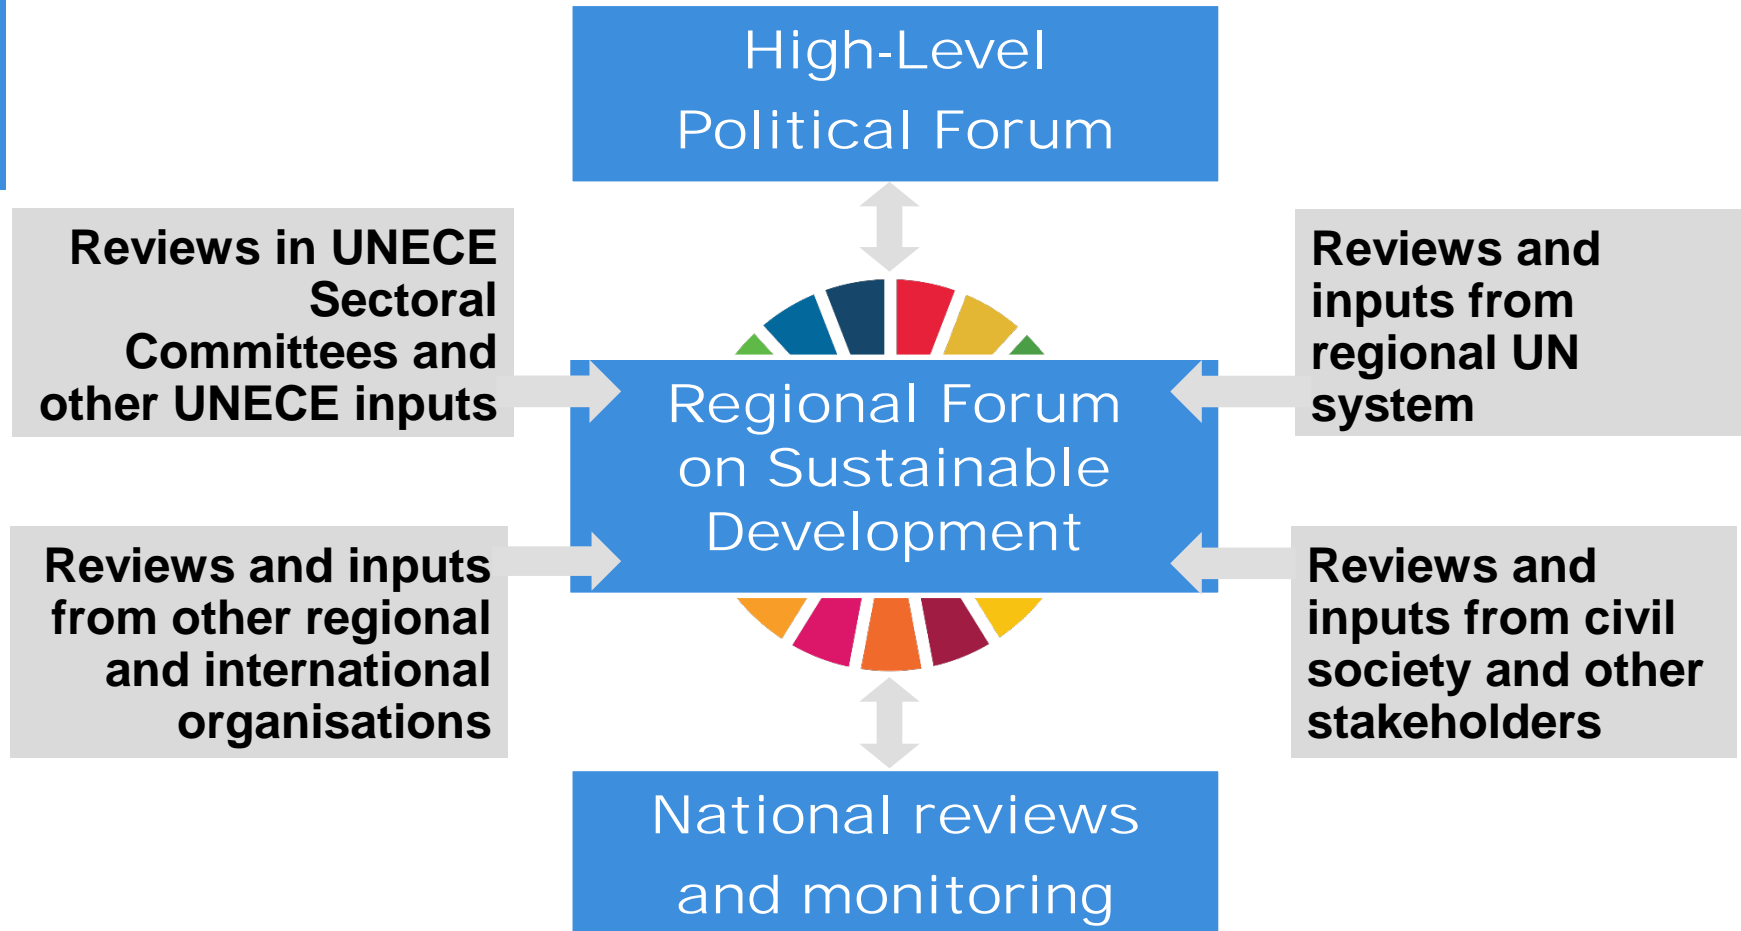 High-Level
Political Forum
Reviews in UNECE
Sectoral
Committees and
other UNECE inputs
Reviews and
inputs from
regional UN
system
Regional Forum
on Sustainable
Development
Reviews and inputs
from other regional
and international
organisations
Reviews and
inputs from civil
society and other
stakeholders
National reviews
and monitoring